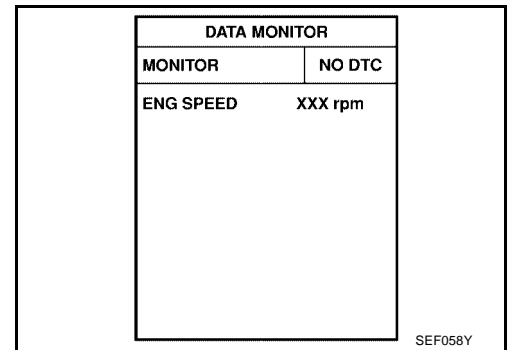 DATA MONITOR
MONITOR NO DTC
ENG SPEED XXX rpm
SEF058Y